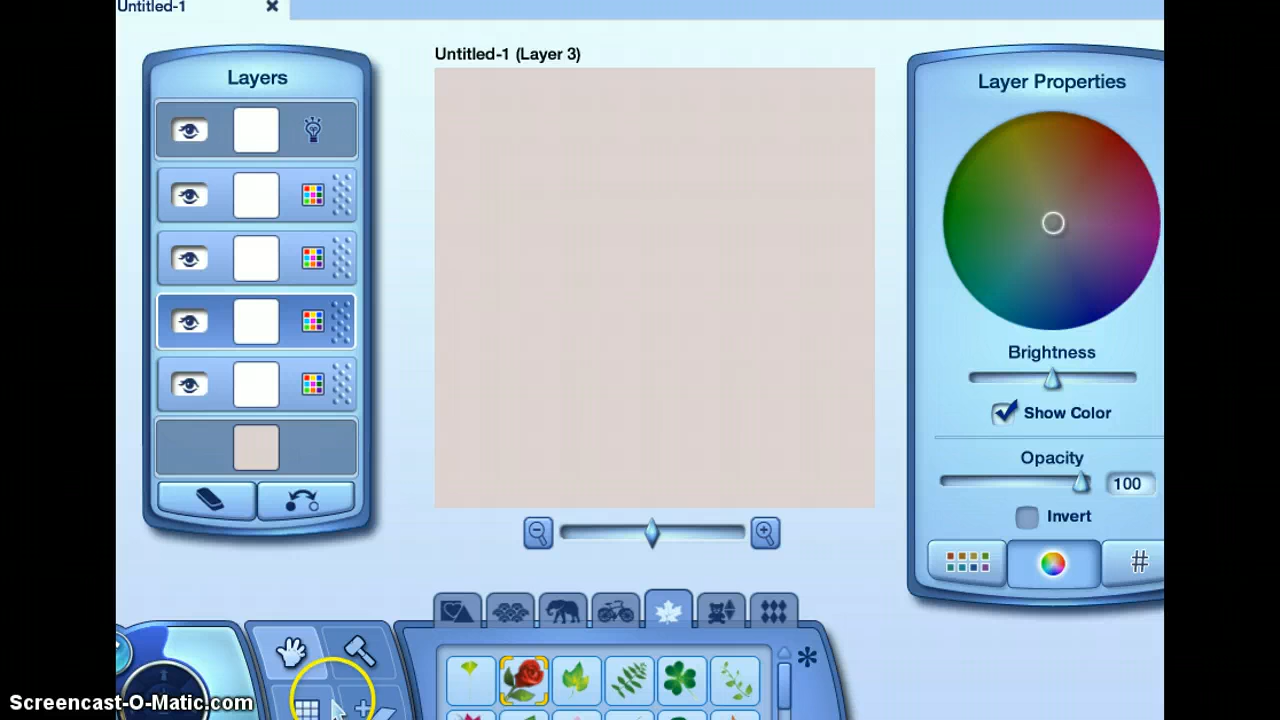 Untitled-1
Layers
Untitled-1 (Layer 3)
Layer Properties
Brightness
Show Color
Opacity
100
Invert
#
Screencast-O-Matic.com